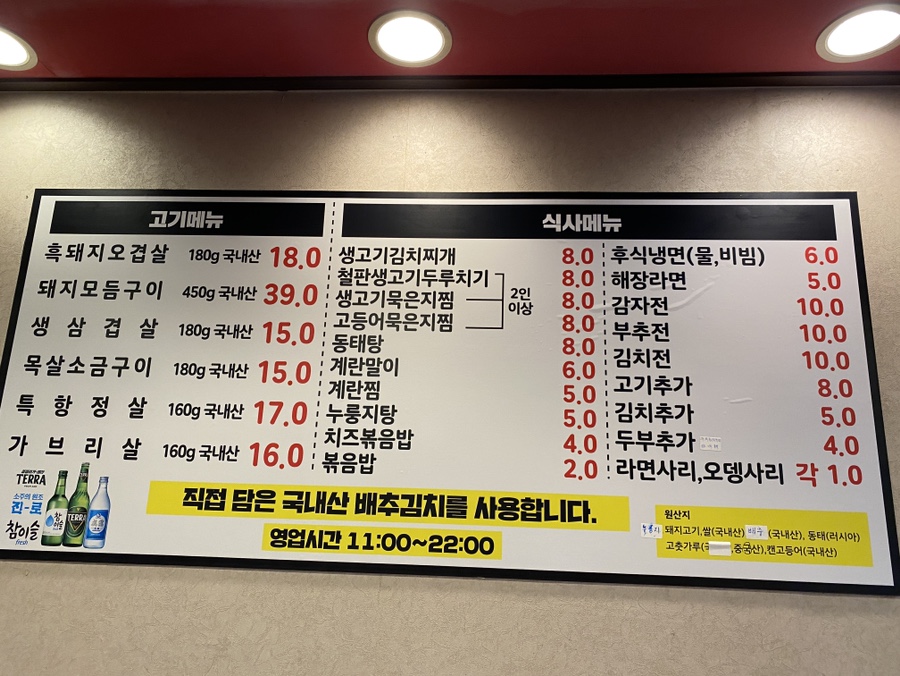 고기메뉴
흑돼지오겹살 180g 국내산 18.0
돼지모듬구이 450g 국내산 39.0
생삼겹살 180g 국내산 15.0
목살소금구이 180g 국내산 15.0
특항정살 160g 국내산 17.0
가브리살 160g 국내산 16.0
식사메뉴
생고기김치찌개 8.0
철판생고기두루치기 8.0
생고기묵은지찜 8.0
고등어묵은지찜 8.0
2인
이상
동태탕 8.0
계란말이 6.0
계란찜 5.0
누룽지탕 5.0
치즈볶음밥 4.0
볶음밥 2.0
후식냉면(물,비빔) 6.0
해장라면 5.0
감자전 10.0
부추전 10.0
김치전 10.0
고기추가 8.0
김치추가 5.0
두부추가 4.0
라면사리,오뎅사리 각 1.0
TERRA
소주의 원조
진-로
참이슬
fresh
참이슬
TERRA
직접 담은 국내산 배추김치를 사용합니다.
영업시간 11:00~22:00
원산지
돼지고기,쌀(국내산) 배추 (국내산), 동태(러시아)
고춧가루( ,중국산),캔고등어(국내산)